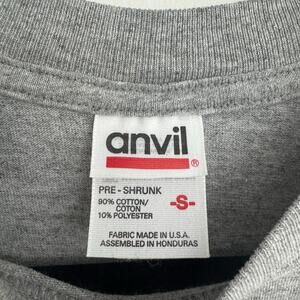 anvil®
PRE-SHRUNK
90% COTTON/
COTON
10% POLYESTER
-S-
FABRIC MADE IN U.S.A.
ASSEMBLED IN HONDURAS